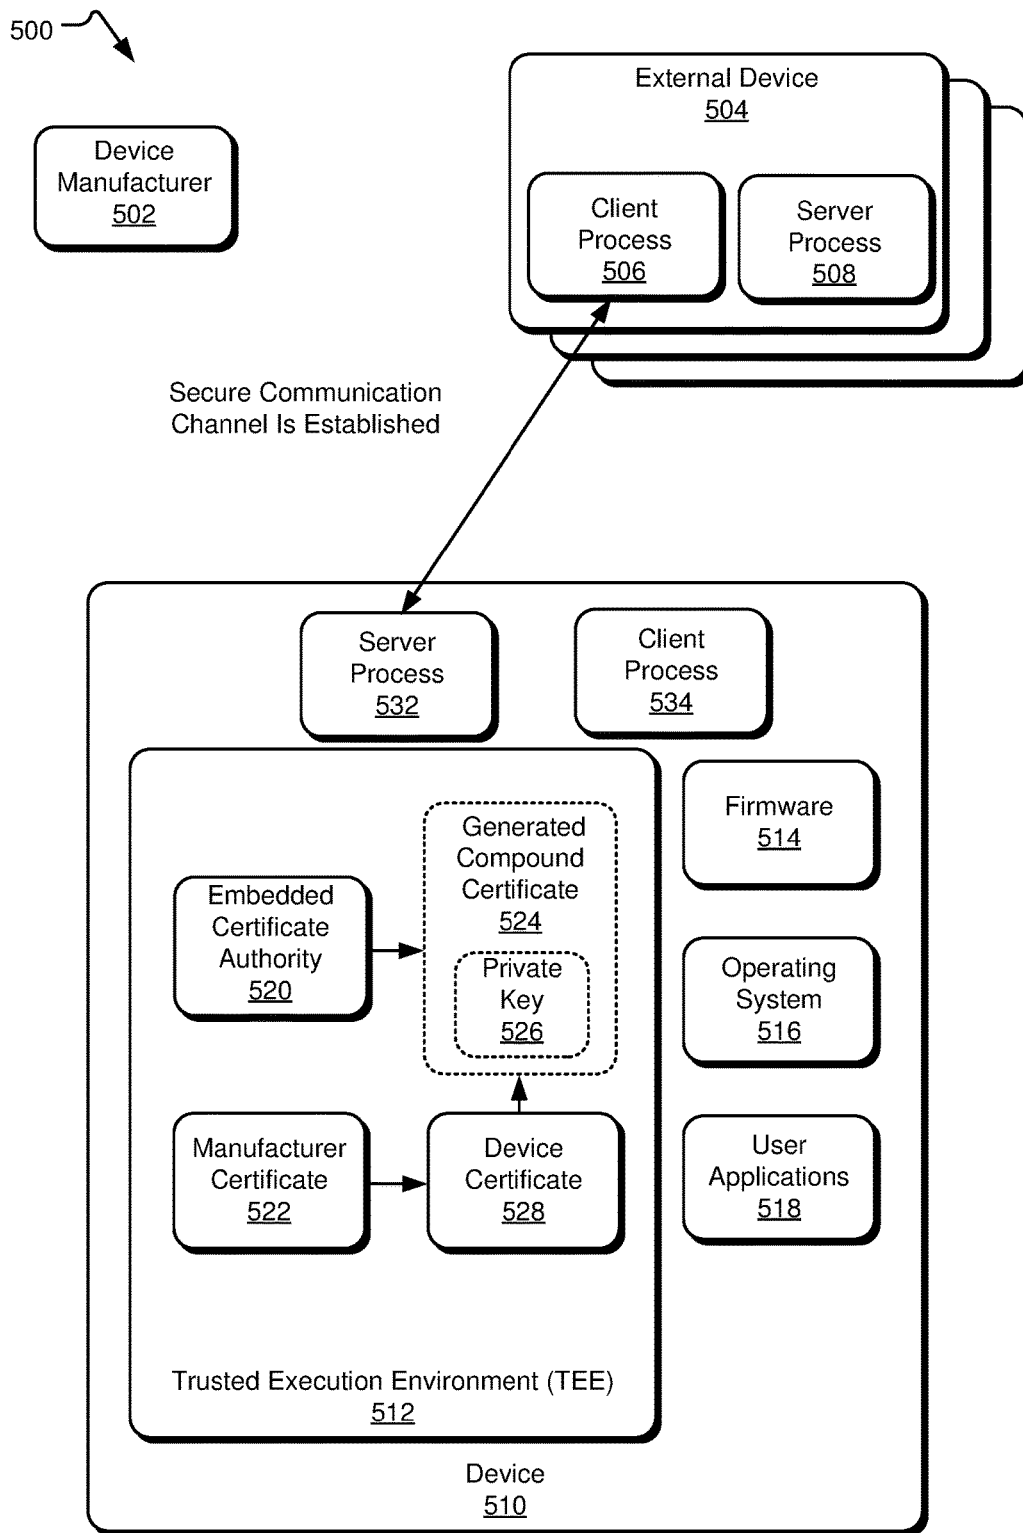 500
Device
Manufacturer
502
External Device
504
Client
Process
506
Server
Process
508
Secure Communication
Channel Is Established
Server
Process
532
Client
Process
534
Generated
Compound
Certificate
524
Private
Key
526
Embedded
Certificate
Authority
520
Manufacturer
Certificate
522
Device
Certificate
528
Trusted Execution Environment (TEE)
512
Firmware
514
Operating
System
516
User
Applications
518
Device
510